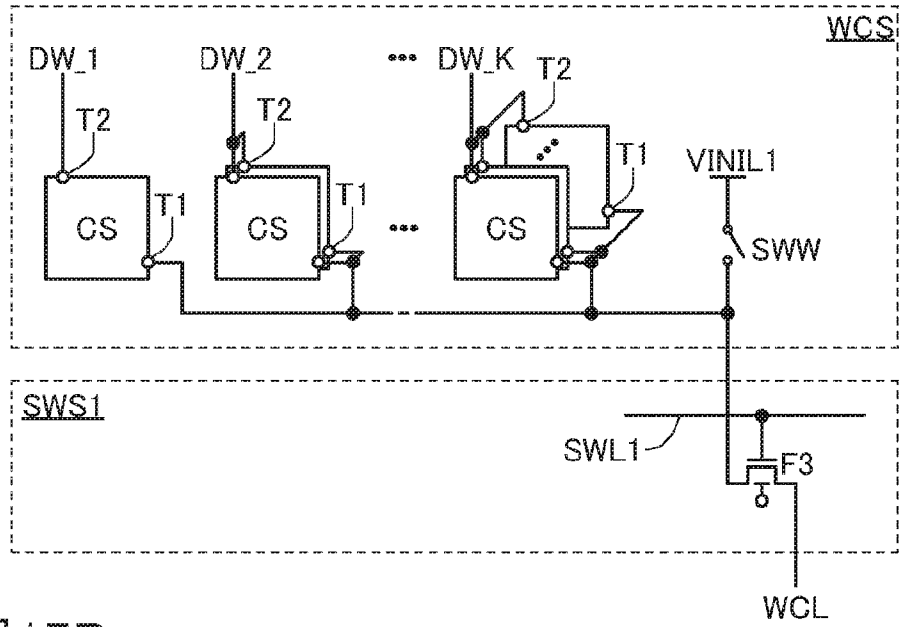 WCS
DW_1 DW_2 ••• DW_K
T2 T2 T2
T1 T1 T1
CS CS ••• CS
VINIL1
SWW
SWS1
SWL1
F3
WCL